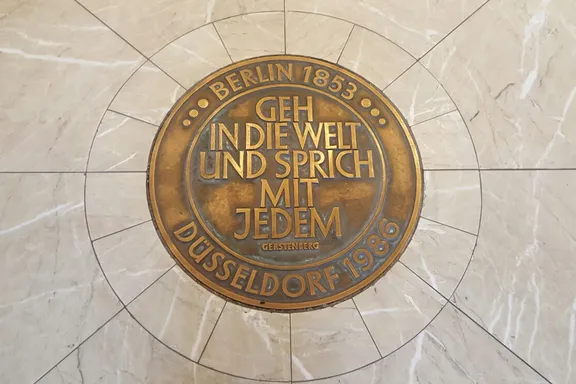 BERLIN 1853
GEH
IN DIE WELT
UND SPRICH
MIT
JEDEM
GERSTENBERG
DÜSSELDORF 1986